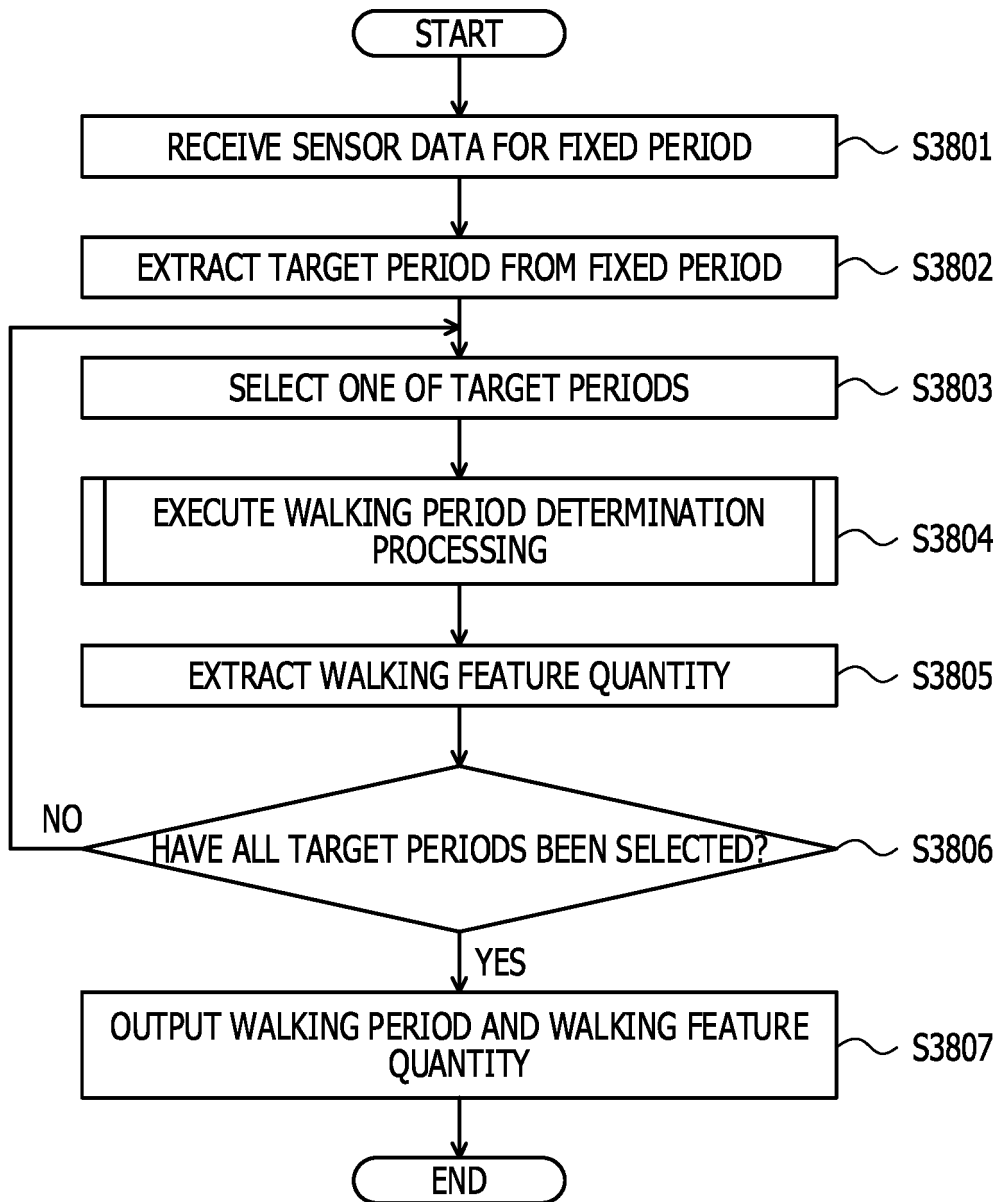 START
RECEIVE SENSOR DATA FOR FIXED PERIOD
S3801
EXTRACT TARGET PERIOD FROM FIXED PERIOD
S3802
SELECT ONE OF TARGET PERIODS
S3803
EXECUTE WALKING PERIOD DETERMINATION
PROCESSING
S3804
EXTRACT WALKING FEATURE QUANTITY
S3805
NO
HAVE ALL TARGET PERIODS BEEN SELECTED?
S3806
YES
OUTPUT WALKING PERIOD AND WALKING FEATURE
QUANTITY
S3807
END